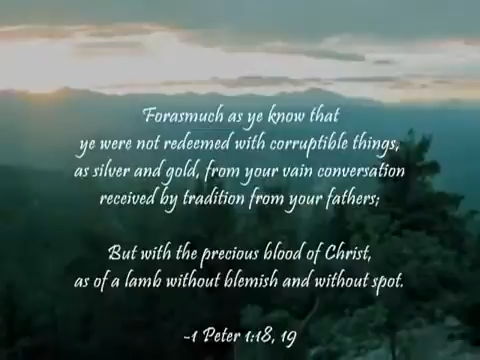 Forasmuch as ye know that
ye were not redeemed with corruptible things,
as silver and gold, from your vain conversation
received by tradition from your fathers;
But with the precious blood of Christ,
as of a lamb without blemish and without spot.
-1 Peter 1:18, 19